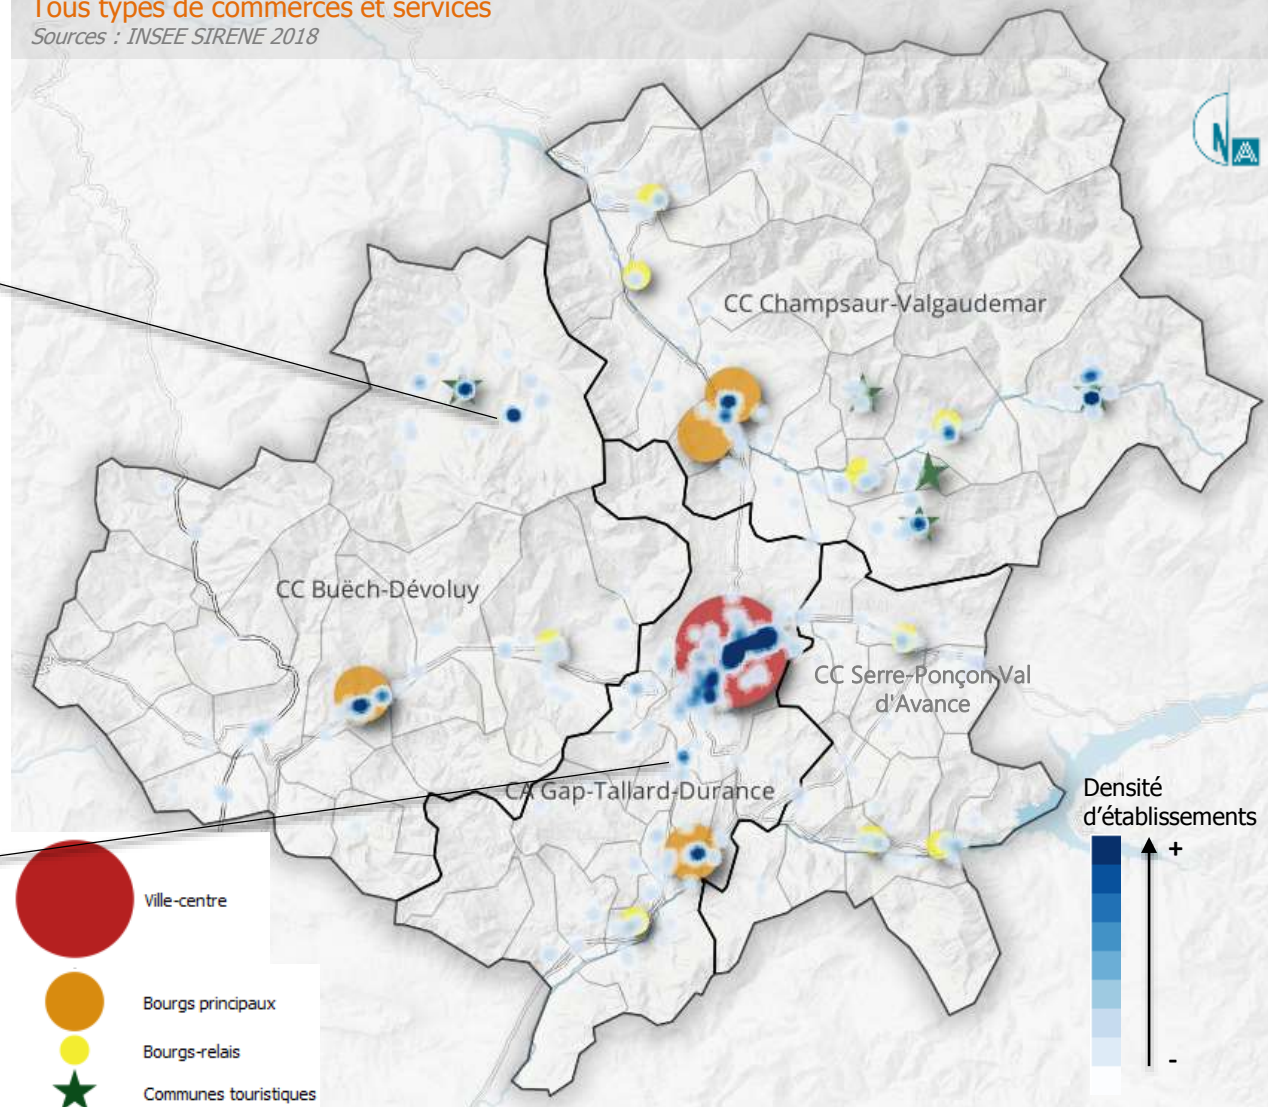 Tous types de commerces et services
Sources : INSEE SIRENE 2018
N
CC Champsaur-Valgaudemar
CC Buëch-Dévoluy
CC Serre-Ponçon Val
d'Avance
CA Gap-Tallard-Durance
Densité
d'établissements
+
-
Ville-centre
Bourgs principaux
Bourgs-relais
Communes touristiques